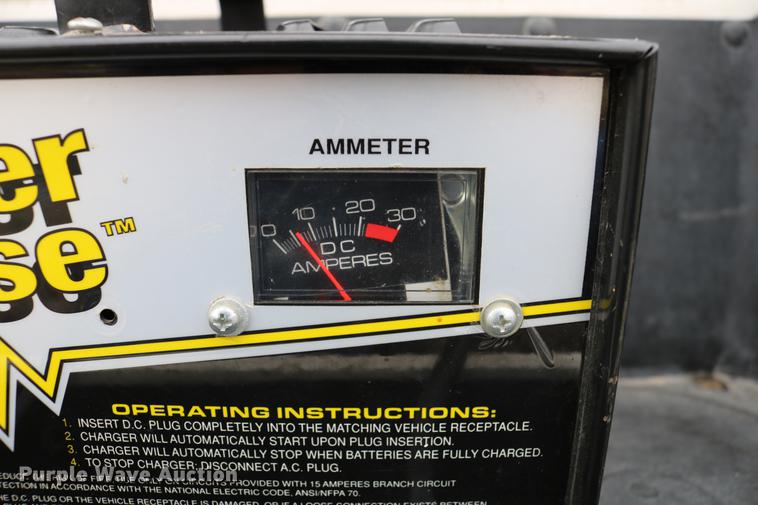 AMMETER
er
se™
0 10 20 30
D C
AMPERES
OPERATING INSTRUCTIONS:
1. INSERT D.C. PLUG COMPLETELY INTO THE MATCHING VEHICLE RECEPTACLE.
2. CHARGER WILL AUTOMATICALLY START UPON PLUG INSERTION.
3. CHARGER WILL AUTOMATICALLY STOP WHEN BATTERIES ARE FULLY CHARGED.
4. TO STOP CHARGER: DISCONNECT A.C. PLUG.
Purple Wave Auction
PROVIDED WITH 15 AMPERES BRANCH CIRCUIT
TECTION IN ACCORDANCE WITH THE NATIONAL ELECTRIC CODE, ANSI/NFPA 70.
THE D.C. PLUG OR THE VEHICLE RECEPTACLE IS DAMAGED, OR IF A LOOSE CONNECTION EXISTS BETWEEN